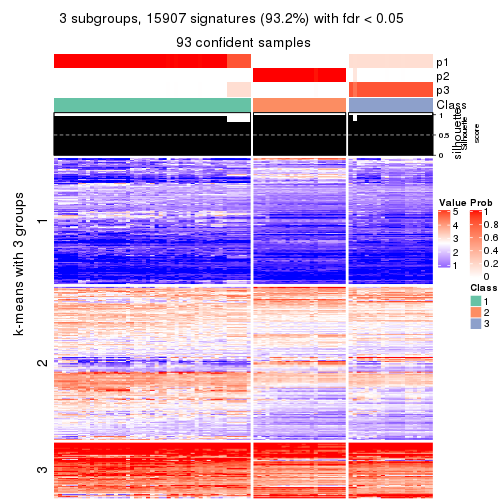 3 subgroups, 15907 signatures (93.2%) with fdr < 0.05
93 confident samples
p1
p2
p3
Class
silhouette
1
0.5
0
Silhouette
score
k-means with 3 groups
1
2
3
Value
5
4
3
2
1
Prob
1
0.8
0.6
0.4
0.2
0
Class
1
2
3